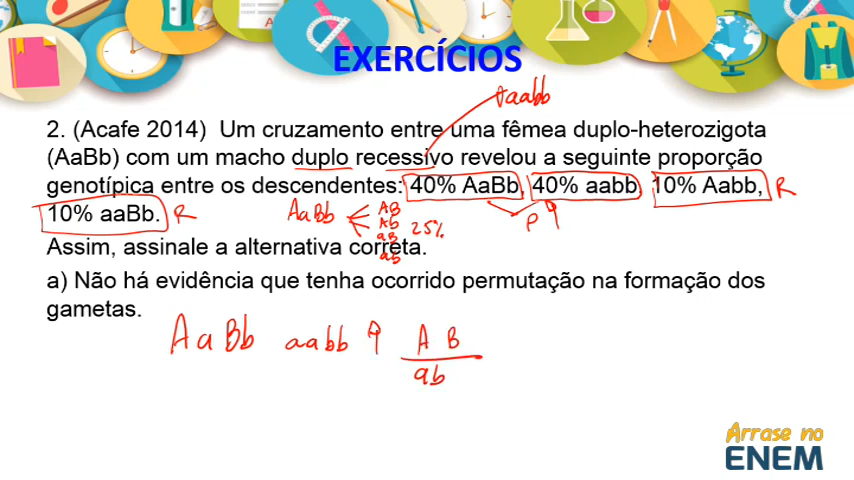 EXERCÍCIOS
aabb
2. (Acafe 2014) Um cruzamento entre uma fêmea duplo-heterozigota
(AaBb) com um macho duplo recessivo revelou a seguinte proporção
genotípica entre os descendentes: 40% AaBb, 40% aabb, 10% Aabb, R
10% aaBb. R
AaBb AB
Ab
aB 25%
ab
P
Assim, assinale a alternativa correta.
a) Não há evidência que tenha ocorrido permutação na formação dos
gametas.
AaBb aabb ↑ A B
ab
Arrase no
ENEM